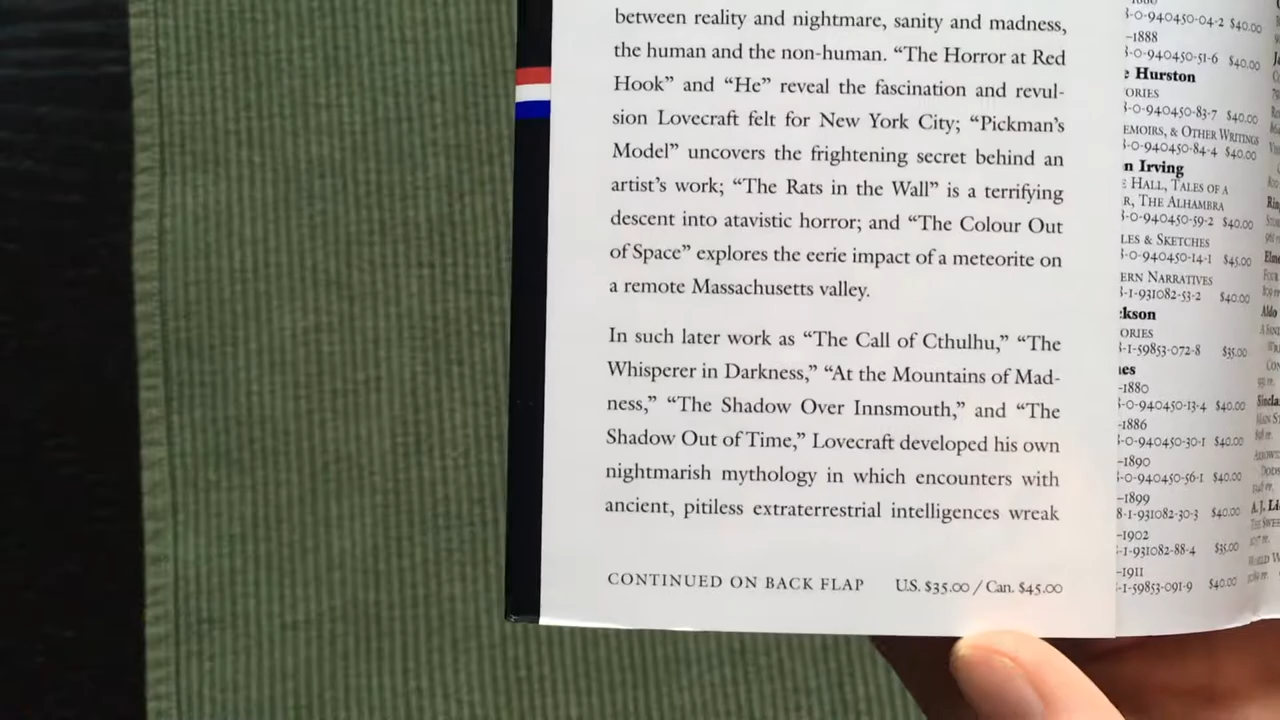 between reality and nightmare, sanity and madness,
the human and the non-human. “The Horror at Red
Hook” and “He” reveal the fascination and revul-
sion Lovecraft felt for New York City; “Pickman’s
Model” uncovers the frightening secret behind an
artist’s work; “The Rats in the Wall” is a terrifying
descent into atavistic horror; and “The Colour Out
of Space” explores the eerie impact of a meteorite on
a remote Massachusetts valley.
In such later work as “The Call of Cthulhu,” “The
Whisperer in Darkness,” “At the Mountains of Mad-
ness,” “The Shadow Over Innsmouth,” and “The
Shadow Out of Time,” Lovecraft developed his own
nightmarish mythology in which encounters with
ancient, pitiless extraterrestrial intelligences wreak
CONTINUED ON BACK FLAP U.S. $35.00 / Can. $45.00
-0-940450-04-2 $40.00
–1888
-0-940450-51-6 $40.00
Hurston
ORIES
-0-940450-83-7 $40.00
EMOIRS, & OTHER WRITINGS
-0-940450-84-4 $40.00
n Irving
HALL, TALES OF A
R, THE ALHAMBRA
-0-940450-59-2 $40.00
LES & SKETCHES
-0-940450-14-1 $45.00
ERN NARRATIVES
-1-931082-53-2 $40.00
kson
ORIES
-1-59853-072-8 $35.00
es
–1880
-0-940450-13-4 $40.00
–1886
-0-940450-30-1 $40.00
–1890
-0-940450-56-1 $40.00
–1899
8-1-931082-30-3 $40.00
–1902
-1-931082-88-4 $35.00
–1911
-1-59853-091-9 $40.00
Aldo